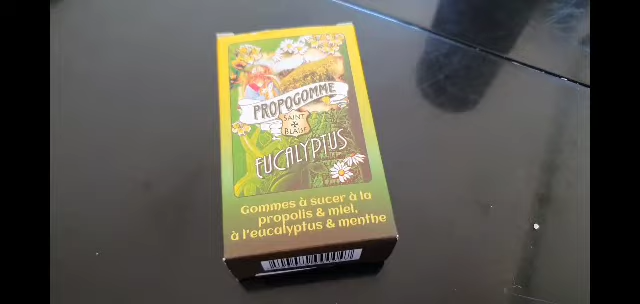 PROPOGOMME
SAINT
BLAISE
EUCALYPTUS
Gommes à sucer à la
propolis & miel,
à l'eucalyptus & menthe